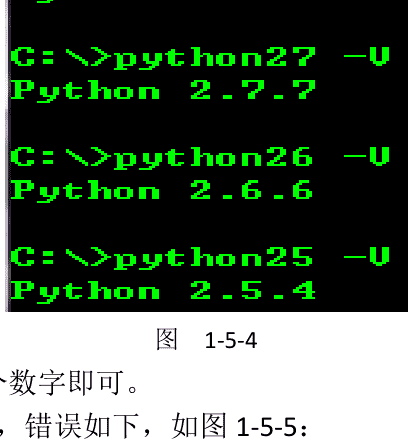 C:\>python27 -V
Python 2.7.7
C:\>python26 -V
Python 2.6.6
C:\>python25 -V
Python 2.5.4
图 1-5-4
个数字即可。
，错误如下，如图 1-5-5：